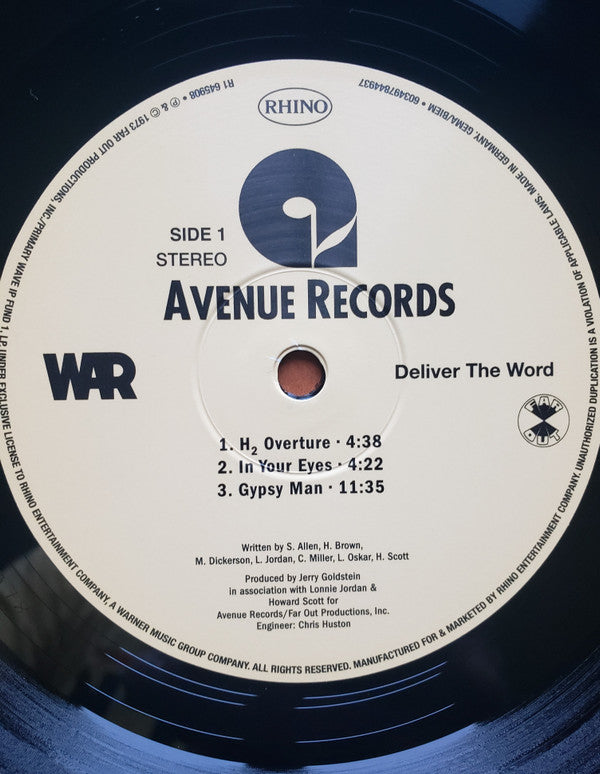 RHINO
SIDE 1
STEREO
AVENUE RECORDS
WAR
Deliver The Word
FAR
OUT
1. H2 Overture · 4:38
2. In Your Eyes · 4:22
3. Gypsy Man · 11:35
Written by S. Allen, H. Brown,
M. Dickerson, L. Jordan, C. Miller, L. Oskar, H. Scott
Produced by Jerry Goldstein
in association with Lonnie Jordan &
Howard Scott for
Avenue Records/Far Out Productions, Inc.
Engineer: Chris Huston
R1 645908 • ℗ & © 1973 FAR OUT PRODUCTIONS, INC./PRIMARY WAVE IP FUND 1, LP. UNDER EXCLUSIVE LICENSE TO RHINO ENTERTAINMENT COMPANY, A WARNER MUSIC GROUP COMPANY. ALL RIGHTS RESERVED. MANUFACTURED FOR & MARKETED BY RHINO ENTERTAINMENT COMPANY. UNAUTHORIZED DUPLICATION IS A VIOLATION OF APPLICABLE LAWS. MADE IN GERMANY. GEMA/BIEM • 603497844937